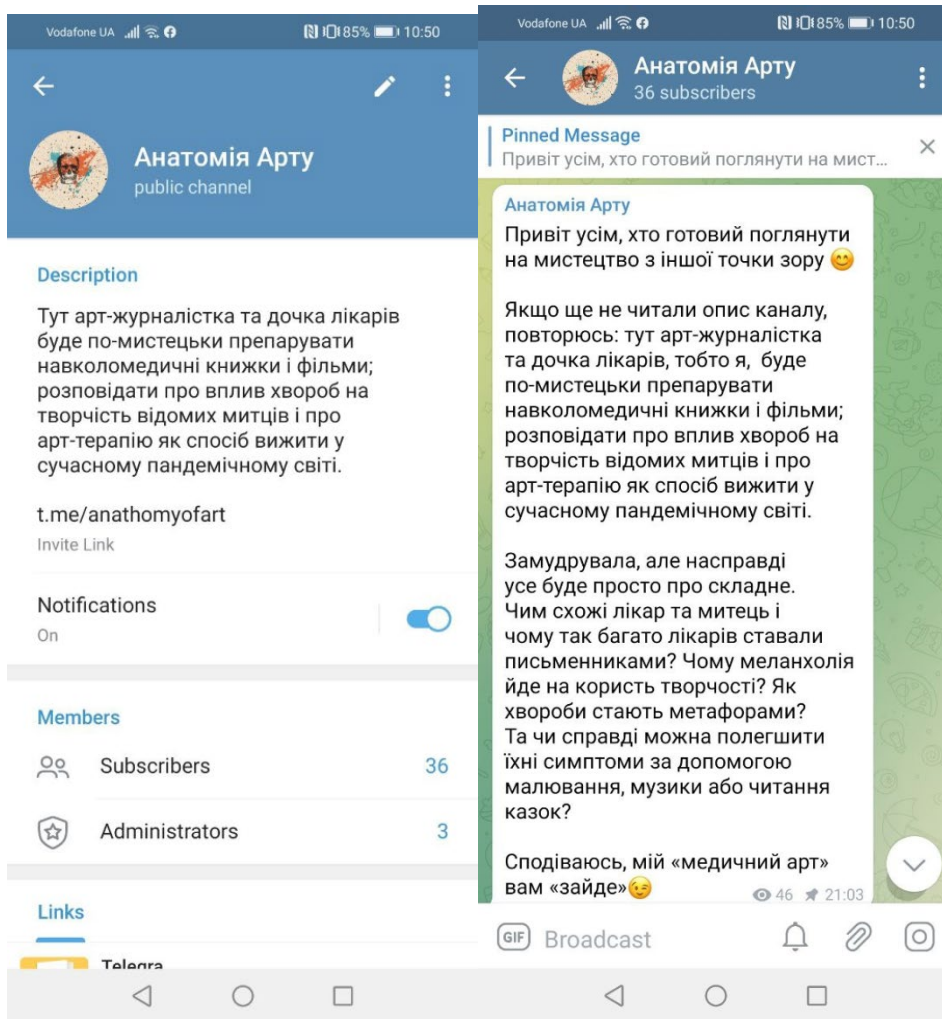 Vodafone UA 85% 10:50
Анатомія Арту
public channel
Description
Тут арт-журналістка та дочка лікарів
буде по-мистецьки препарувати
навколомедичні книжки і фільми;
розповідати про вплив хвороб на
творчість відомих митців і про
арт-терапію як спосіб вижити у
сучасному пандемічному світі.
t.me/anathomyofart
Invite Link
Notifications
On
Members
Subscribers 36
Administrators 3
Links
Telegra
Vodafone UA 85% 10:50
Анатомія Арту
36 subscribers
Pinned Message
Привіт усім, хто готовий поглянути на мист...
Анатомія Арту
Привіт усім, хто готовий поглянути
на мистецтво з іншої точки зору 😊
Якщо ще не читали опис каналу,
повторюсь: тут арт-журналістка
та дочка лікарів, тобто я, буде
по-мистецьки препарувати
навколомедичні книжки і фільми;
розповідати про вплив хвороб на
творчість відомих митців і про
арт-терапію як спосіб вижити у
сучасному пандемічному світі.
Замудрувала, але насправді
усе буде просто про складне.
Чим схожі лікар та митець і
чому так багато лікарів ставали
письменниками? Чому меланхолія
йде на користь творчості? Як
хвороби стають метафорами?
Та чи справді можна полегшити
їхні симптоми за допомогою
малювання, музики або читання
казок?
Сподіваюсь, мій «медичний арт»
вам «зайде»😉 46 21:03
GIF Broadcast